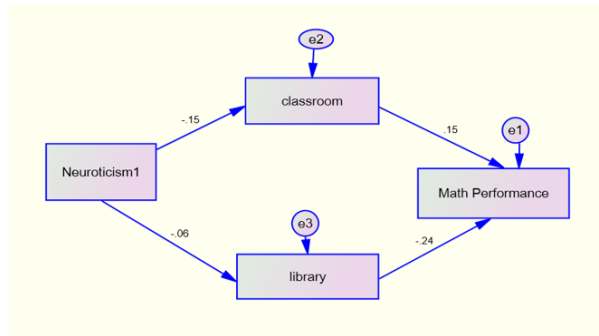 e2
classroom
-.15
.15
e1
Neuroticism1
Math Performance
-.06
e3
-.24
library